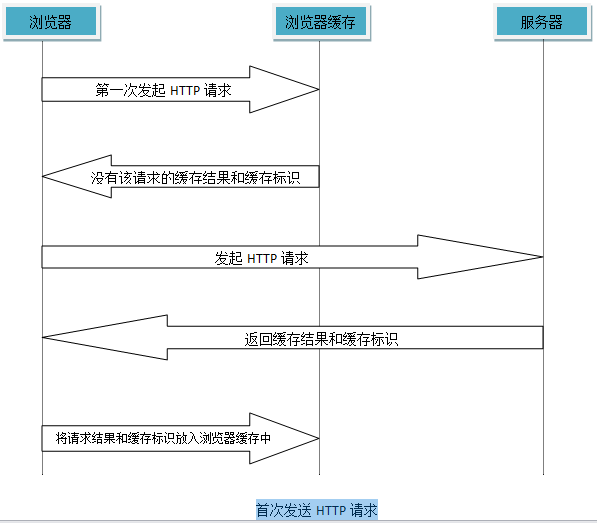 浏览器
浏览器缓存
服务器
第一次发起 HTTP 请求
没有该请求的缓存结果和缓存标识
发起 HTTP 请求
返回缓存结果和缓存标识
将请求结果和缓存标识放入浏览器缓存中
首次发送 HTTP 请求